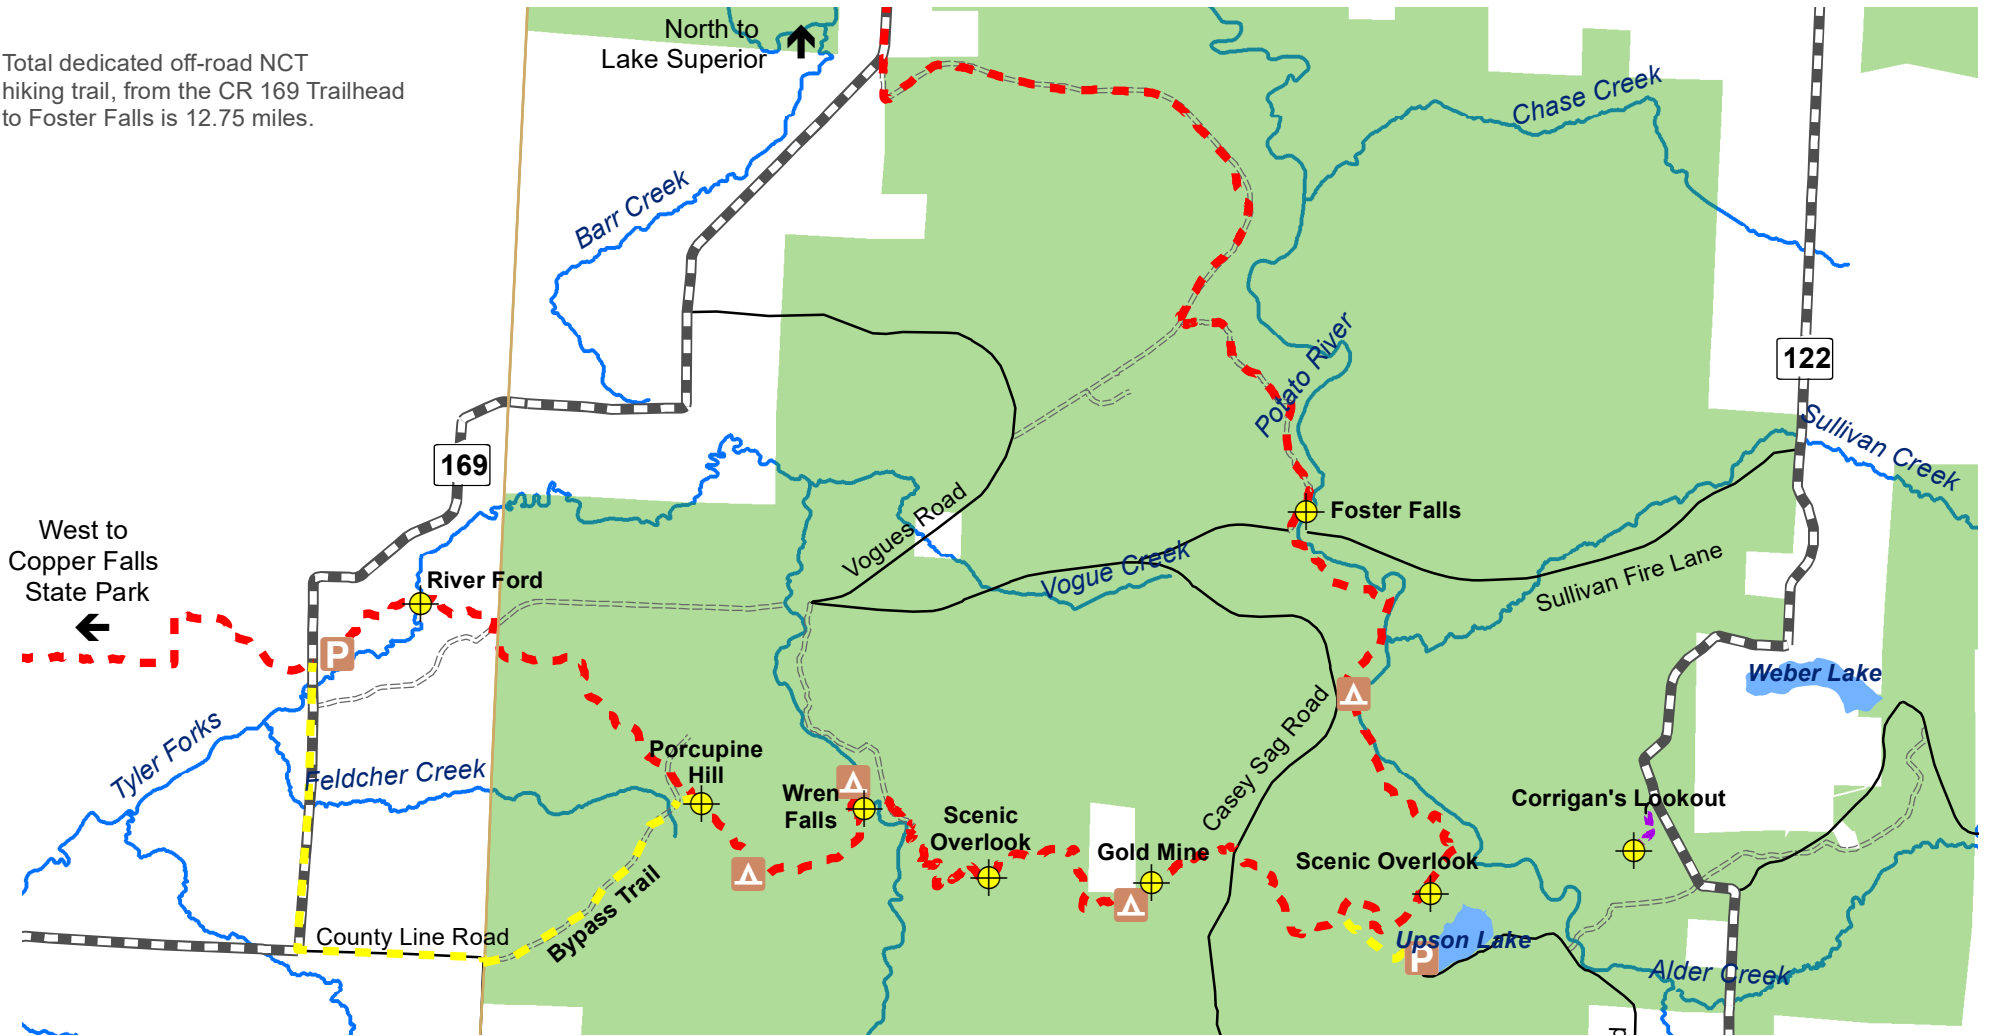 North to
Lake Superior
Total dedicated off-road NCT
hiking trail, from the CR 169 Trailhead
to Foster Falls is 12.75 miles.
Chase Creek
Barr Creek
Potato River
122
Sullivan Creek
169
West to
Copper Falls
State Park
Foster Falls
Vogues Road
Vogue Creek
Sullivan Fire Lane
River Ford
P
Weber Lake
Tyler Forks
Feldcher Creek
Porcupine
Hill
Wren
Falls
Scenic
Overlook
Casey Sag Road
Corrigan's Lookout
Gold Mine
Scenic Overlook
Bypass Trail
County Line Road
Upson Lake
P
Alder Creek